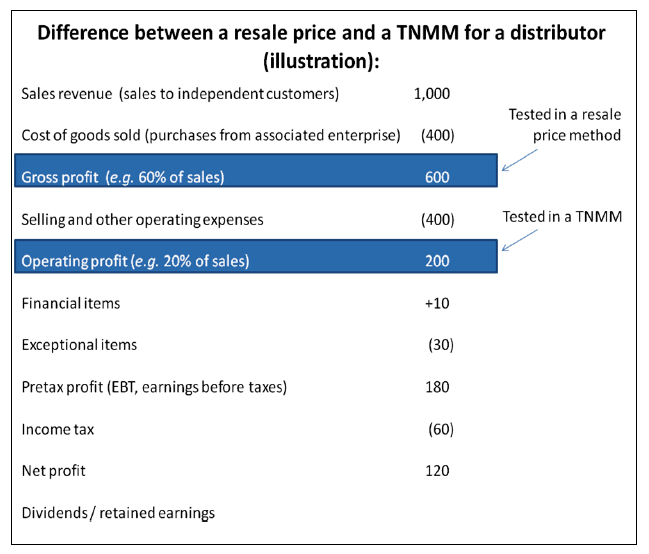 Difference between a resale price and a TNMM for a distributor
(illustration):
Sales revenue (sales to independent customers) 1,000
Tested in a resale
price method
Cost of goods sold (purchases from associated enterprise) (400)
Gross profit (e.g. 60% of sales) 600
Selling and other operating expenses (400)
Tested in a TNMM
Operating profit (e.g. 20% of sales) 200
Financial items +10
Exceptional items (30)
Pretax profit (EBT, earnings before taxes) 180
Income tax (60)
Net profit 120
Dividends / retained earnings